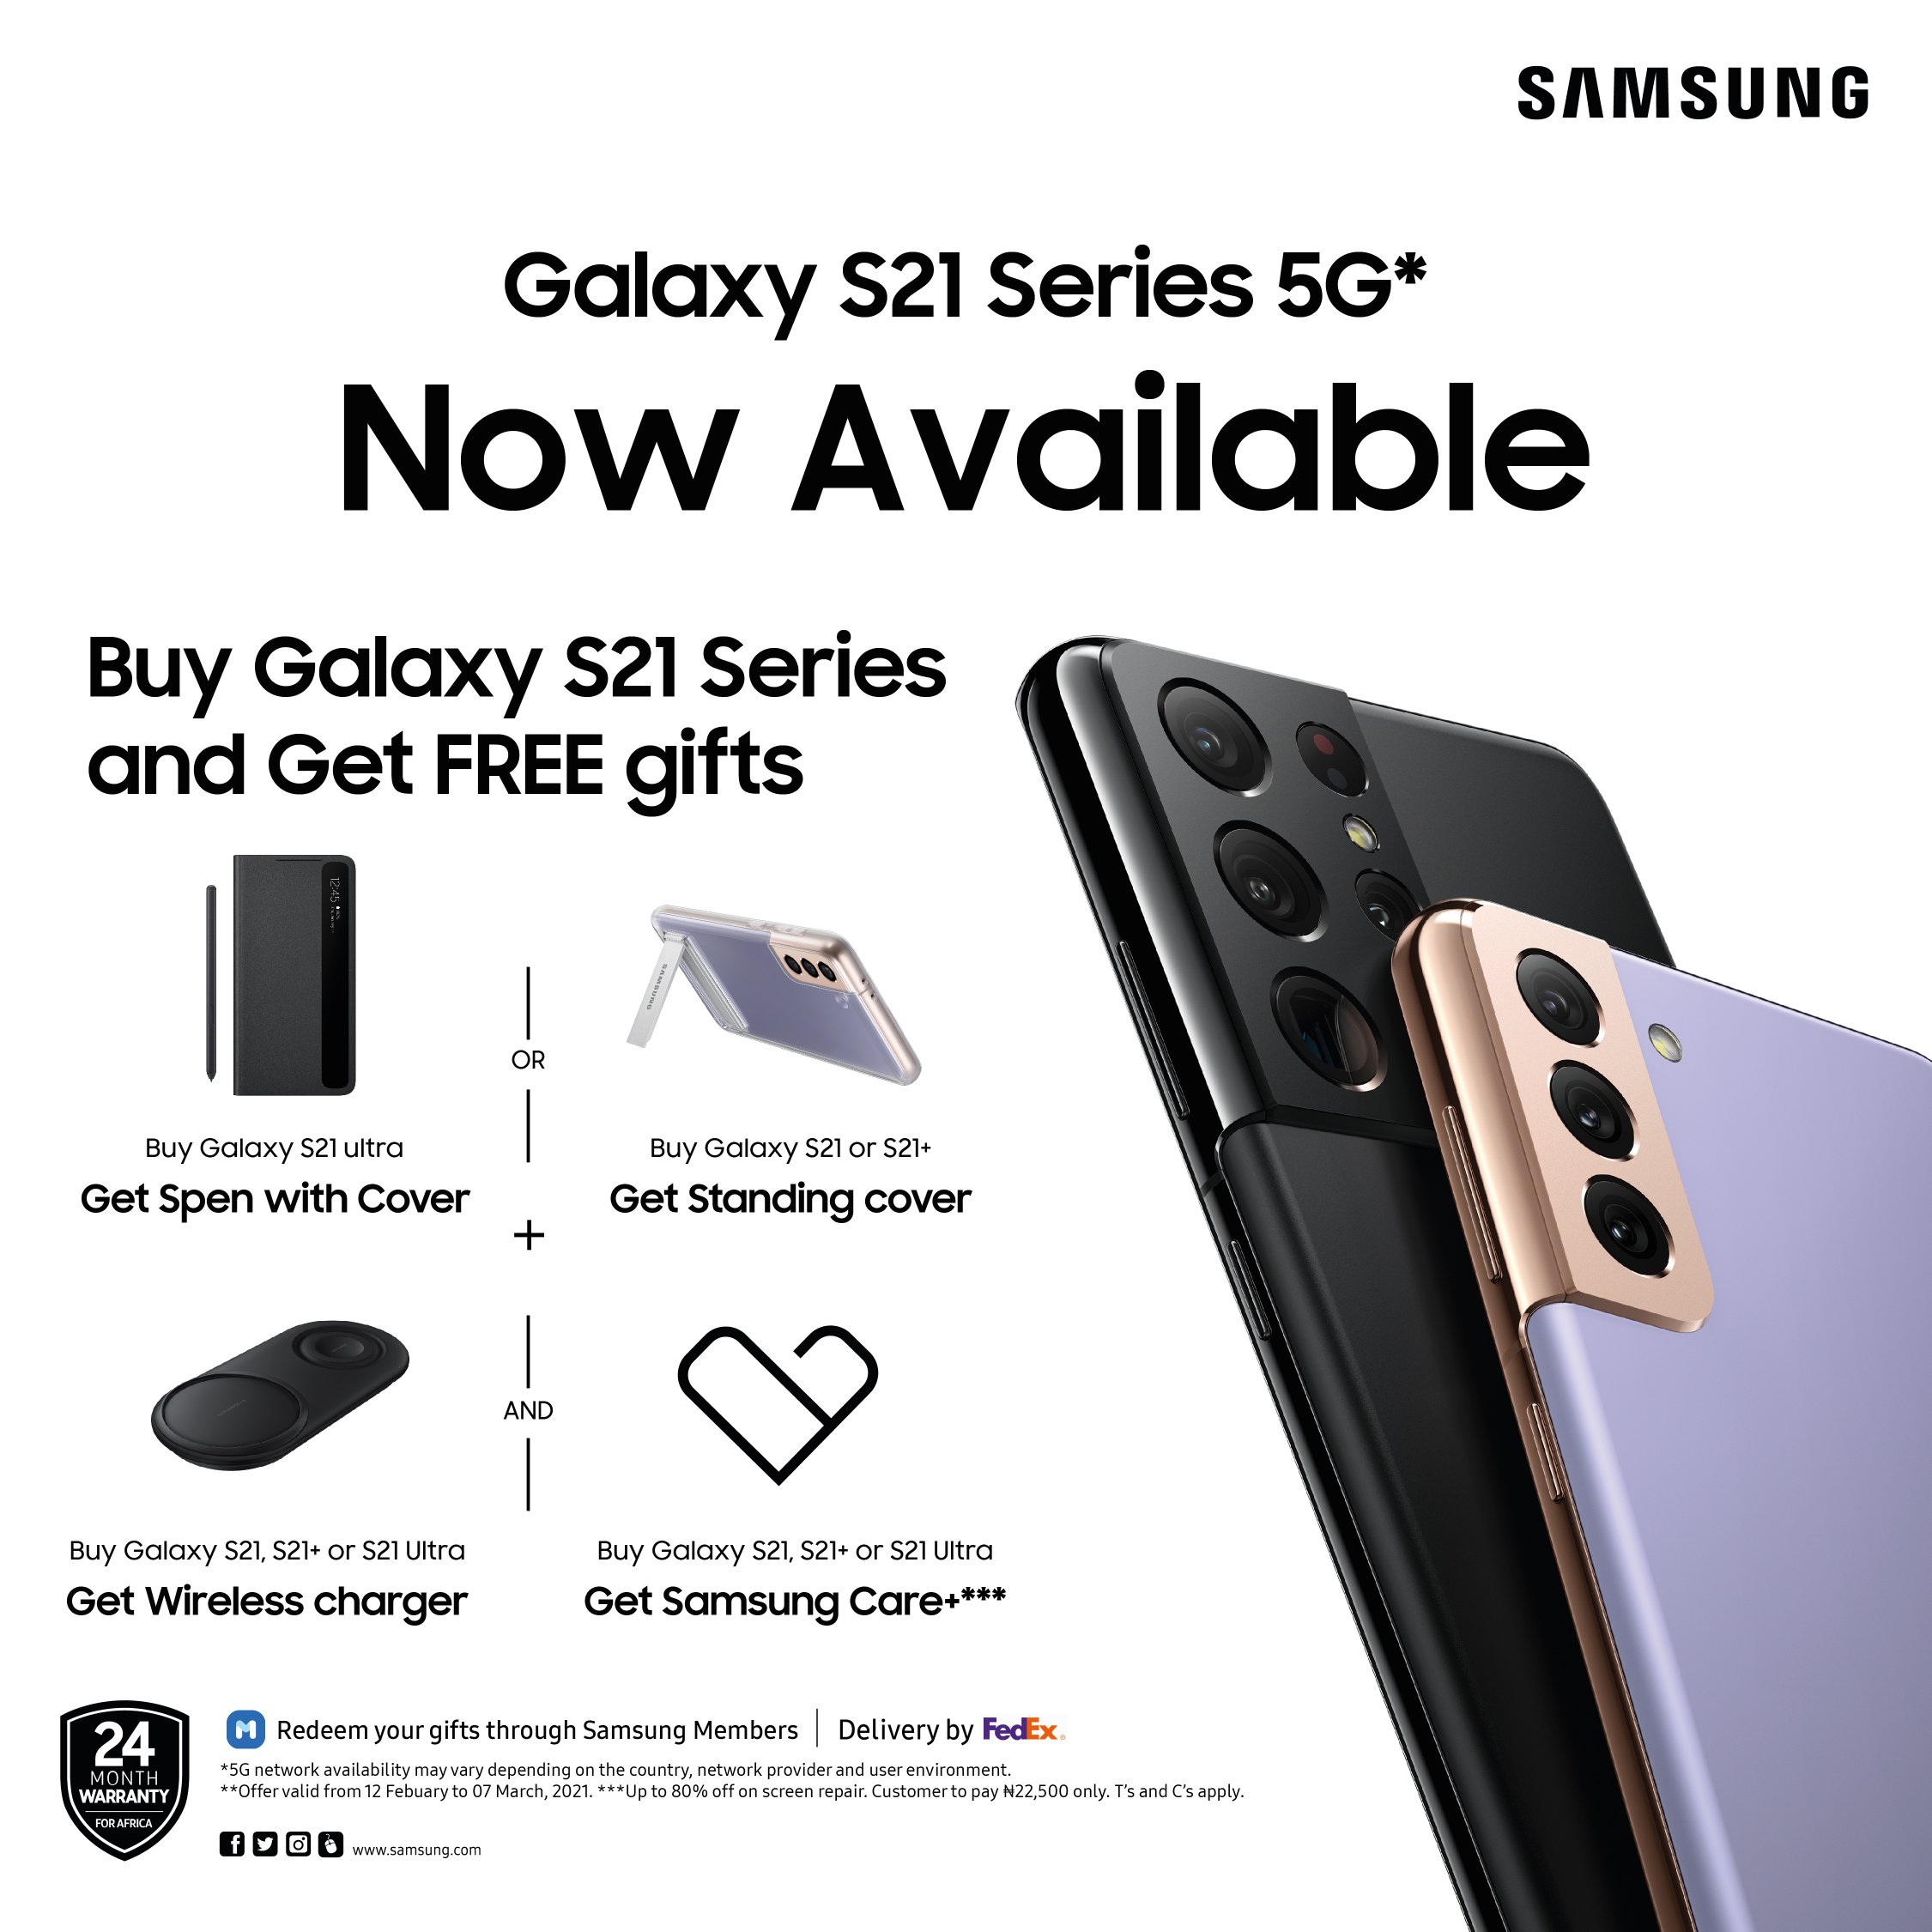 SAMSUNG
Galaxy S21 Series 5G*
Now Available
Buy Galaxy S21 Series
and Get FREE gifts
12:45
SAMSUNG
Buy Galaxy S21 ultra
Get Spen with Cover
OR
Buy Galaxy S21 or S21+
Get Standing cover
+
Buy Galaxy S21, S21+ or S21 Ultra
Get Wireless charger
AND
Buy Galaxy S21, S21+ or S21 Ultra
Get Samsung Care+***
24
MONTH
WARRANTY
FOR AFRICA
Redeem your gifts through Samsung Members | Delivery by FedEx®
*5G network availability may vary depending on the country, network provider and user environment.
**Offer valid from 12 Febuary to 07 March, 2021. ***Up to 80% off on screen repair. Customer to pay ₦22,500 only. T's and C's apply.
www.samsung.com